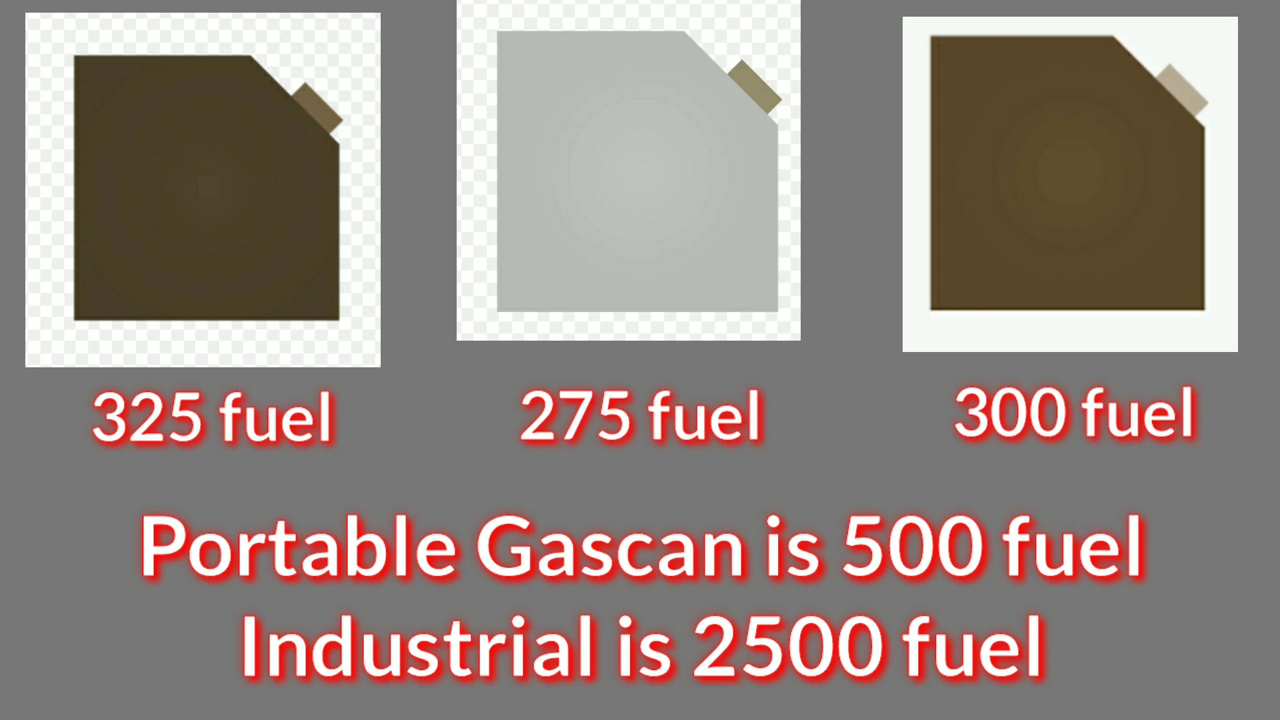 325 fuel
275 fuel
300 fuel
Portable Gascan is 500 fuel
Industrial is 2500 fuel